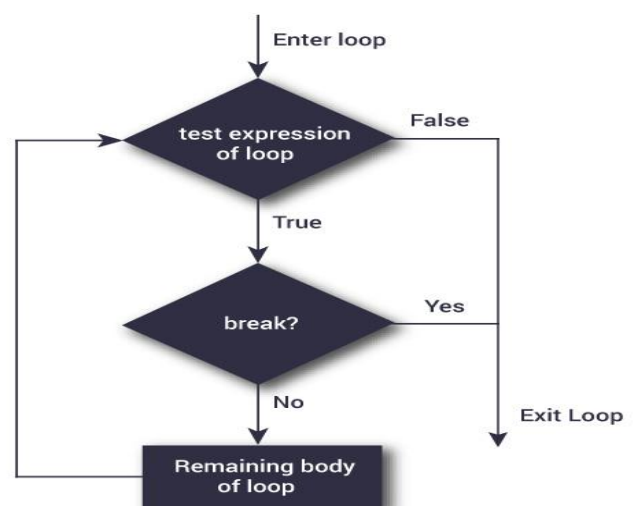 Enter loop
test expression
of loop
False
True
break?
Yes
No
Exit Loop
Remaining body
of loop